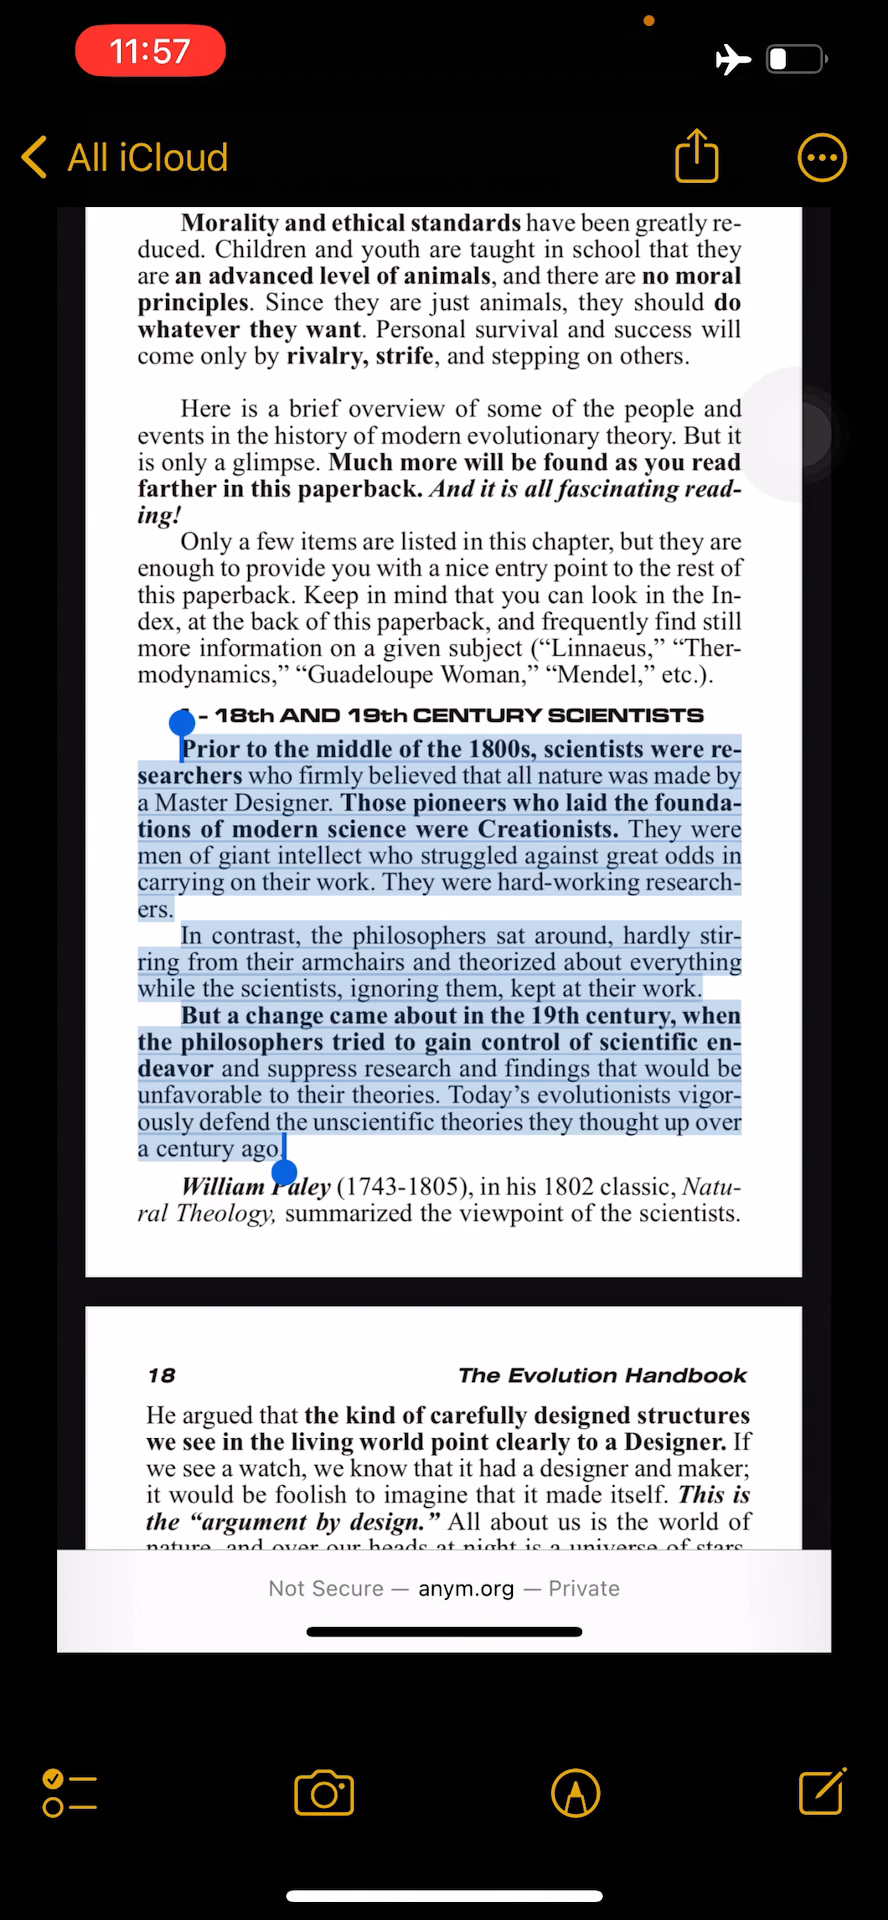 11:57
All iCloud
Morality and ethical standards have been greatly re-
duced. Children and youth are taught in school that they
are an advanced level of animals, and there are no moral
principles. Since they are just animals, they should do
whatever they want. Personal survival and success will
come only by rivalry, strife, and stepping on others.
Here is a brief overview of some of the people and
events in the history of modern evolutionary theory. But it
is only a glimpse. Much more will be found as you read
farther in this paperback. And it is all fascinating read-
ing!
Only a few items are listed in this chapter, but they are
enough to provide you with a nice entry point to the rest of
this paperback. Keep in mind that you can look in the In-
dex, at the back of this paperback, and frequently find still
more information on a given subject (“Linnaeus,” “Ther-
modynamics,” “Guadeloupe Woman,” “Mendel,” etc.).
- 18th AND 19th CENTURY SCIENTISTS
Prior to the middle of the 1800s, scientists were re-
searchers who firmly believed that all nature was made by
a Master Designer. Those pioneers who laid the founda-
tions of modern science were Creationists. They were
men of giant intellect who struggled against great odds in
carrying on their work. They were hard-working research-
ers.
In contrast, the philosophers sat around, hardly stir-
ring from their armchairs and theorized about everything
while the scientists, ignoring them, kept at their work.
But a change came about in the 19th century, when
the philosophers tried to gain control of scientific en-
deavor and suppress research and findings that would be
unfavorable to their theories. Today’s evolutionists vigor-
ously defend the unscientific theories they thought up over
a century ago.
William Paley (1743-1805), in his 1802 classic, Natu-
ral Theology, summarized the viewpoint of the scientists.
18 The Evolution Handbook
He argued that the kind of carefully designed structures
we see in the living world point clearly to a Designer. If
we see a watch, we know that it had a designer and maker;
it would be foolish to imagine that it made itself. This is
the “argument by design.” All about us is the world of
nature, and over our heads at night is a universe of stars.
Not Secure — anym.org — Private